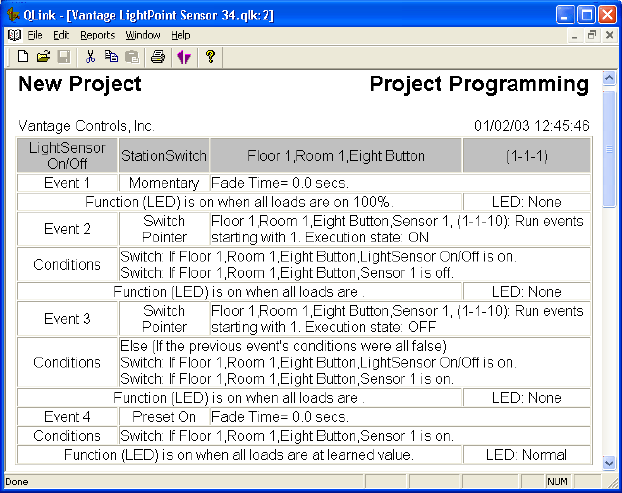 QLink - [Vantage LightPoint Sensor 34.qlk:2]
File Edit Reports Window Help
New Project Project Programming
Vantage Controls, Inc. 01/02/03 12:45:46
LightSensor On/Off StationSwitch Floor 1,Room 1,Eight Button (1-1-1)
Event 1 Momentary Fade Time= 0.0 secs.
Function (LED) is on when all loads are on 100%. LED: None
Event 2 Switch Pointer Floor 1,Room 1,Eight Button,Sensor 1, (1-1-10): Run events
starting with 1. Execution state: ON
Conditions Switch: If Floor 1,Room 1,Eight Button,LightSensor On/Off is on.
Switch: If Floor 1,Room 1,Eight Button,Sensor 1 is off.
Function (LED) is on when all loads are . LED: None
Event 3 Switch Pointer Floor 1,Room 1,Eight Button,Sensor 1, (1-1-10): Run events
starting with 1. Execution state: OFF
Conditions Else (If the previous event's conditions were all false)
Switch: If Floor 1,Room 1,Eight Button,LightSensor On/Off is on.
Switch: If Floor 1,Room 1,Eight Button,Sensor 1 is on.
Function (LED) is on when all loads are . LED: None
Event 4 Preset On Fade Time= 0.0 secs.
Conditions Switch: If Floor 1,Room 1,Eight Button,Sensor 1 is on.
Function (LED) is on when all loads are at learned value. LED: Normal
Done NUM